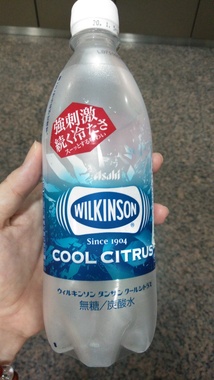 強刺激
続く冷たさ
Asahi
WILKINSON
Since 1904
COOL CITRUS
ウィルキンソン タンサン クールシトラス
無糖/炭酸水